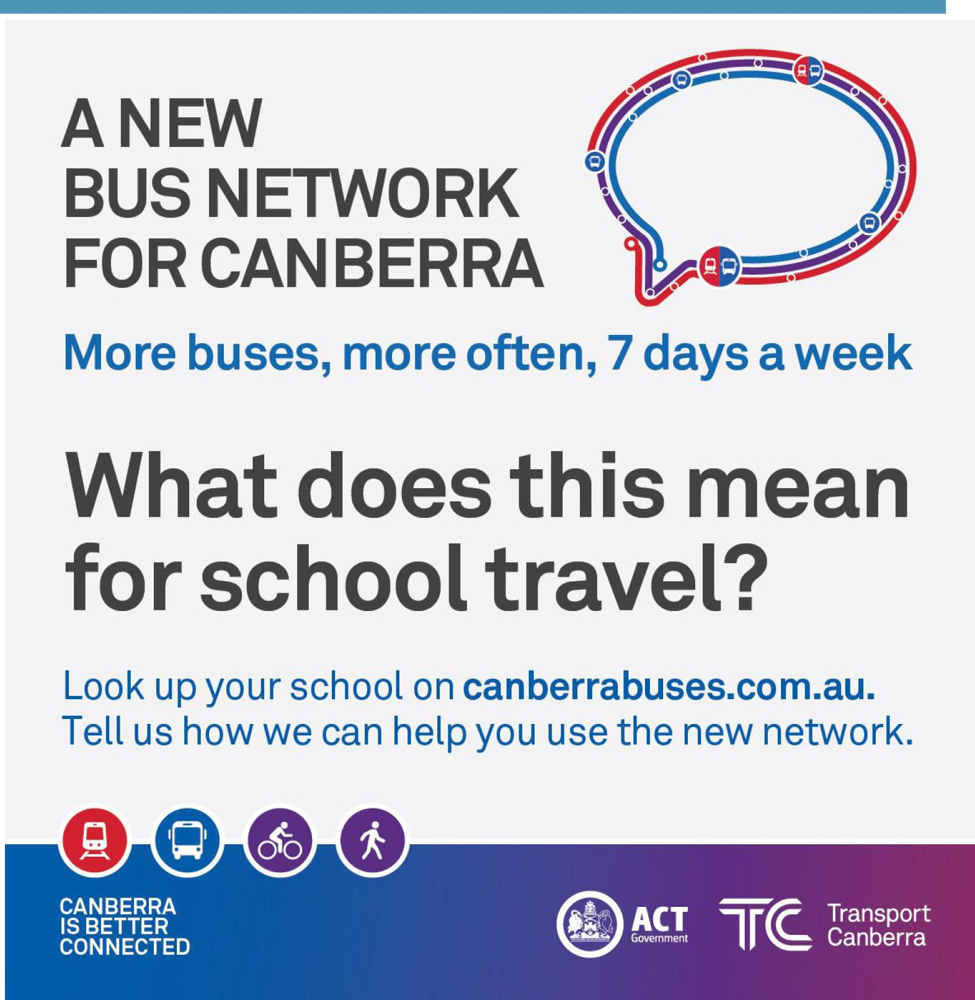 A NEW
BUS NETWORK
FOR CANBERRA
More buses, more often, 7 days a week
What does this mean
for school travel?
Look up your school on canberrabuses.com.au.
Tell us how we can help you use the new network.
CANBERRA
IS BETTER
CONNECTED
ACT
Government
TC
Transport
Canberra